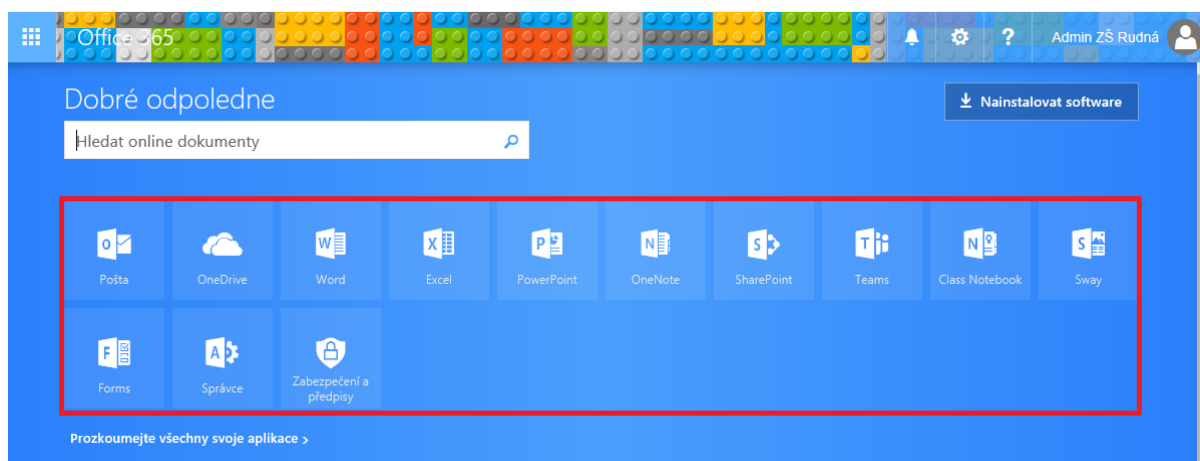 Office 365
Admin ZŠ Rudná
Dobré odpoledne
Nainstalovat software
Hledat online dokumenty
Pošta
OneDrive
Word
Excel
PowerPoint
OneNote
SharePoint
Teams
Class Notebook
Sway
Forms
Správce
Zabezpečení a
předpisy
Prozkoumejte všechny svoje aplikace >